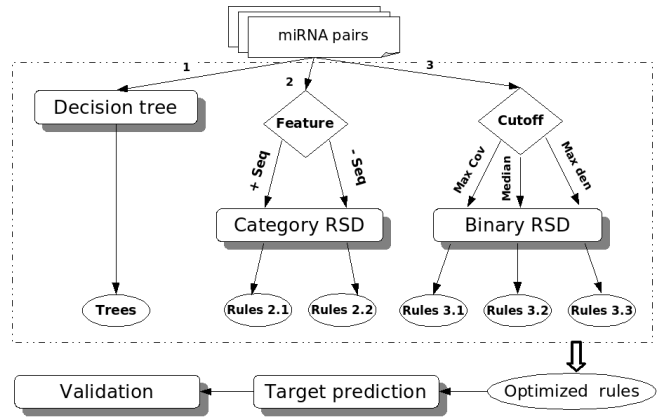 miRNA pairs
1
2
3
Decision tree
Feature
Cutoff
+ Seq
- Seq
Max Cov
Median
Max den
Category RSD
Binary RSD
Trees
Rules 2.1
Rules 2.2
Rules 3.1
Rules 3.2
Rules 3.3
Validation
Target prediction
Optimized rules